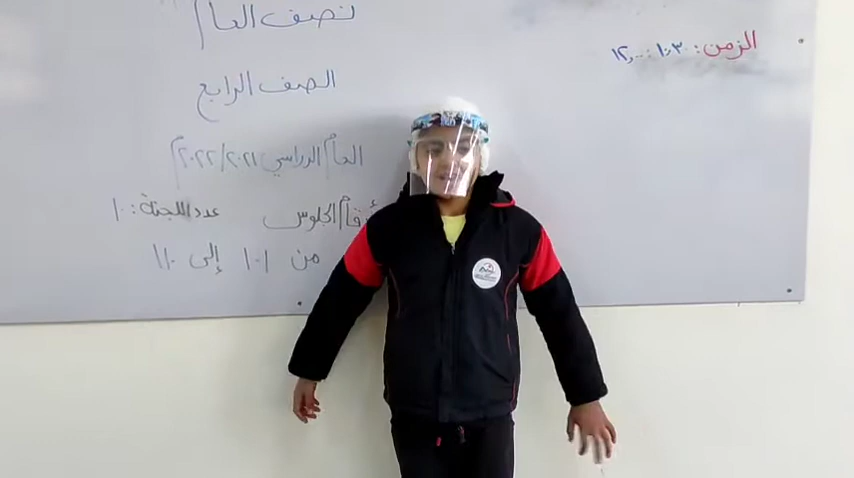 نصف العام
الزمن: ١٠,٣٠ - ١٢,٠٠
الصف الرابع
العام الدراسي ٢٠٢١/٢٠٢٢
أرقام الجلوس عدد اللجنة: ١٠
من ١٠١ إلى ١١٠